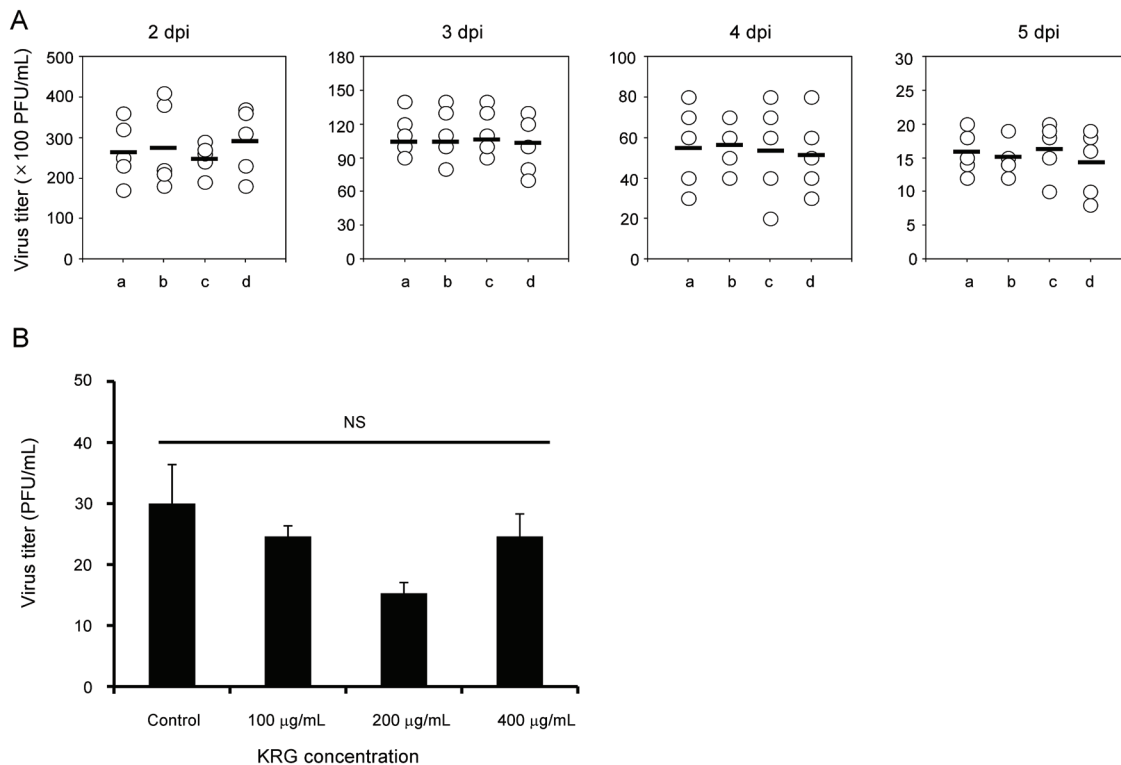 A
2 dpi
3 dpi
4 dpi
5 dpi
Virus titer (×100 PFU/mL)
500
400
300
200
100
0
a b c d
180
150
120
90
60
30
0
a b c d
100
80
60
40
20
0
a b c d
30
25
20
15
10
5
0
a b c d
B
Virus titer (PFU/mL)
50
40
30
20
10
0
NS
Control 100 μg/mL 200 μg/mL 400 μg/mL
KRG concentration